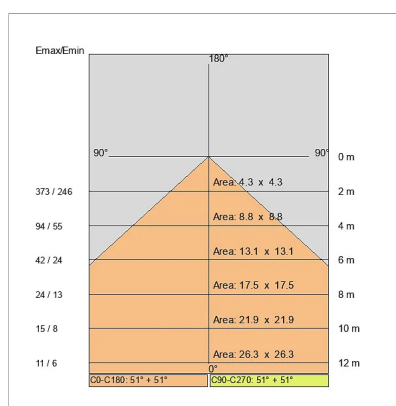 Emax/Emin
180°
90° 90° 0 m
Area: 4.3 x 4.3
373 / 246 2 m
Area: 8.8 x 8.8
94 / 55 4 m
Area: 13.1 x 13.1
42 / 24 6 m
Area: 17.5 x 17.5
24 / 13 8 m
Area: 21.9 x 21.9
15 / 8 10 m
Area: 26.3 x 26.3
11 / 6 12 m
0°
C0-C180: 51° + 51° C90-C270: 51° + 51°